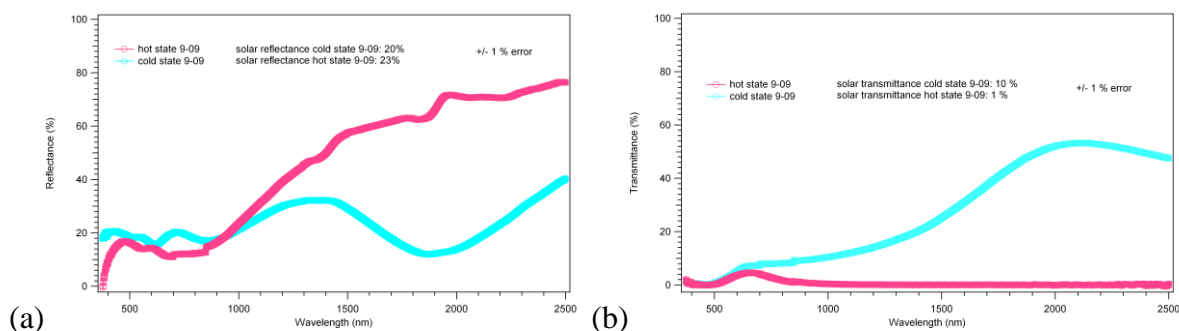 100
80
60
40
20
0
Reflectance (%)
hot state 9-09
cold state 9-09
solar reflectance cold state 9-09: 20%
solar reflectance hot state 9-09: 23%
+/- 1 % error
500
1000
1500
2000
2500
Wavelength (nm)
(a)
100
80
60
40
20
0
Transmittance (%)
hot state 9-09
cold state 9-09
solar transmittance cold state 9-09: 10 %
solar transmittance hot state 9-09: 1 %
+/- 1 % error
500
1000
1500
2000
2500
Wavelength (nm)
(b)